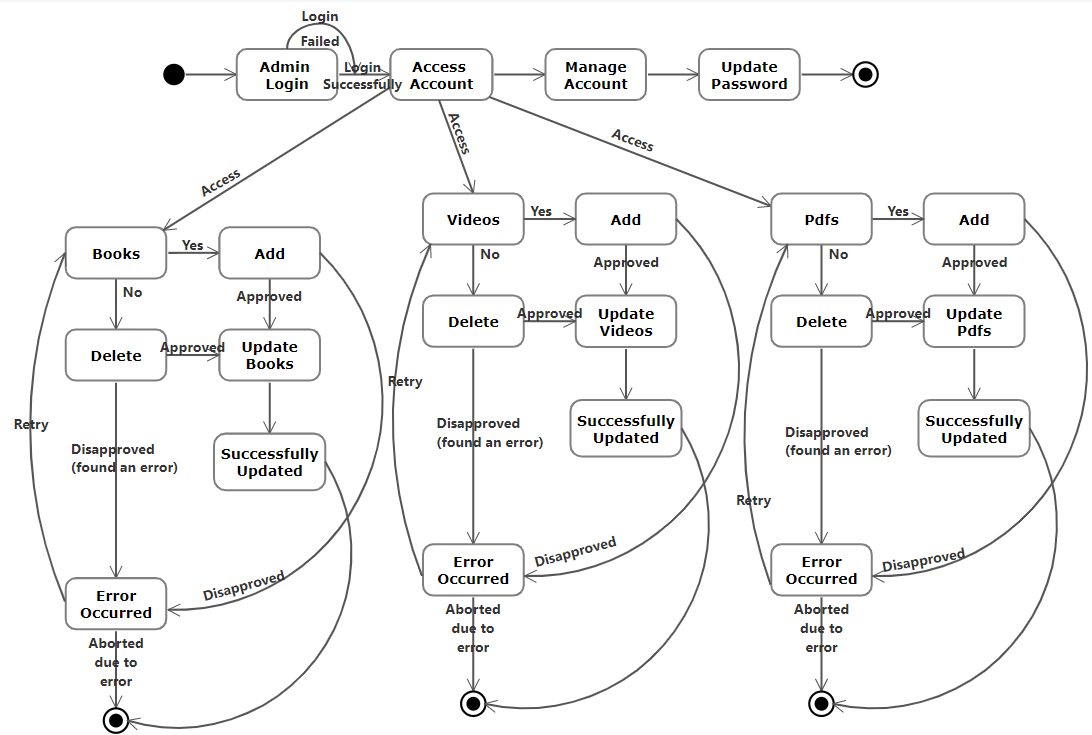 Login
Failed
Admin
Login
Login
Successfully
Access
Account
Manage
Account
Update
Password
Access
Access
Access
Books
Yes
Add
No
Approved
Delete
Approved
Update
Books
Retry
Disapproved
(found an error)
Successfully
Updated
Disapproved
Error
Occurred
Aborted
due to
error
Videos
Yes
Add
No
Approved
Delete
Approved
Update
Videos
Retry
Disapproved
(found an error)
Successfully
Updated
Disapproved
Error
Occurred
Aborted
due to
error
Pdfs
Yes
Add
No
Approved
Delete
Approved
Update
Pdfs
Disapproved
(found an error)
Successfully
Updated
Retry
Disapproved
Error
Occurred
Aborted
due to
error